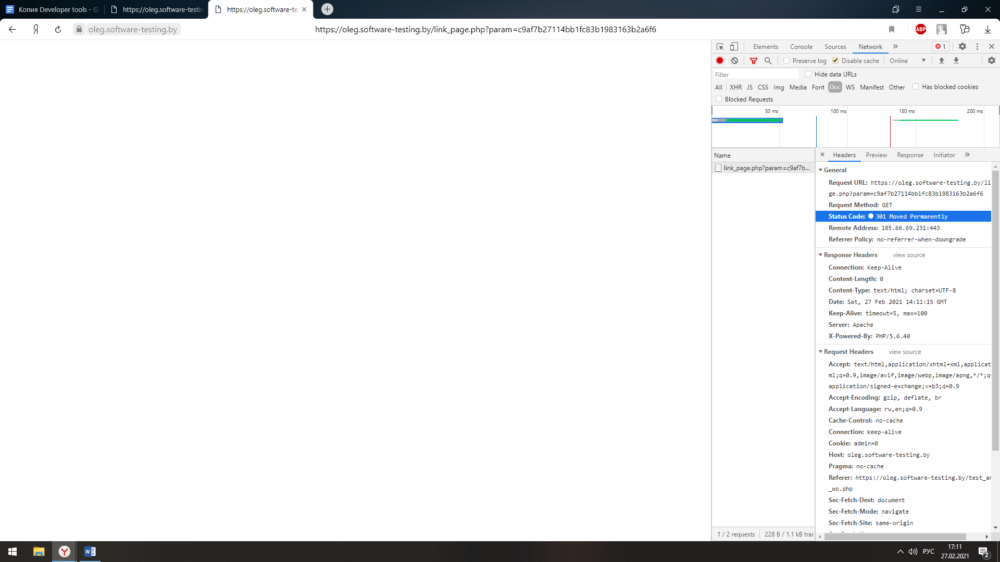 Копия Developer tools - Go
https://oleg.software-testin
https://oleg.software-tes
oleg.software-testing.by
https://oleg.software-testing.by/link_page.php?param=c9af7b27114bb1fc83b1983163b2a6f6
ABP
Elements Console Sources Network » 1
Preserve log Disable cache Online
Filter Hide data URLs
All XHR JS CSS Img Media Font Doc WS Manifest Other Has blocked cookies
Blocked Requests
50 ms 100 ms 150 ms 200 ms
Name
link_page.php?param=c9af7b...
Headers Preview Response Initiator »
General
Request URL: https://oleg.software-testing.by/li
ge.php?param=c9af7b27114bb1fc83b1983163b2a6f6
Request Method: GET
Status Code: 301 Moved Permanently
Remote Address: 185.66.69.231:443
Referrer Policy: no-referrer-when-downgrade
Response Headers view source
Connection: Keep-Alive
Content-Length: 0
Content-Type: text/html; charset=UTF-8
Date: Sat, 27 Feb 2021 14:11:15 GMT
Keep-Alive: timeout=5, max=100
Server: Apache
X-Powered-By: PHP/5.6.40
Request Headers view source
Accept: text/html,application/xhtml+xml,applicat
ml;q=0.9,image/avif,image/webp,image/apng,*/*;q=
application/signed-exchange;v=b3;q=0.9
Accept-Encoding: gzip, deflate, br
Accept-Language: ru,en;q=0.9
Cache-Control: no-cache
Connection: keep-alive
Cookie: admin=0
Host: oleg.software-testing.by
Pragma: no-cache
Referer: https://oleg.software-testing.by/test_an
_wo.php
Sec-Fetch-Dest: document
Sec-Fetch-Mode: navigate
Sec-Fetch-Site: same-origin
1 / 2 requests 228 B / 1.1 kB tran
РУС
17:11
27.02.2021
2